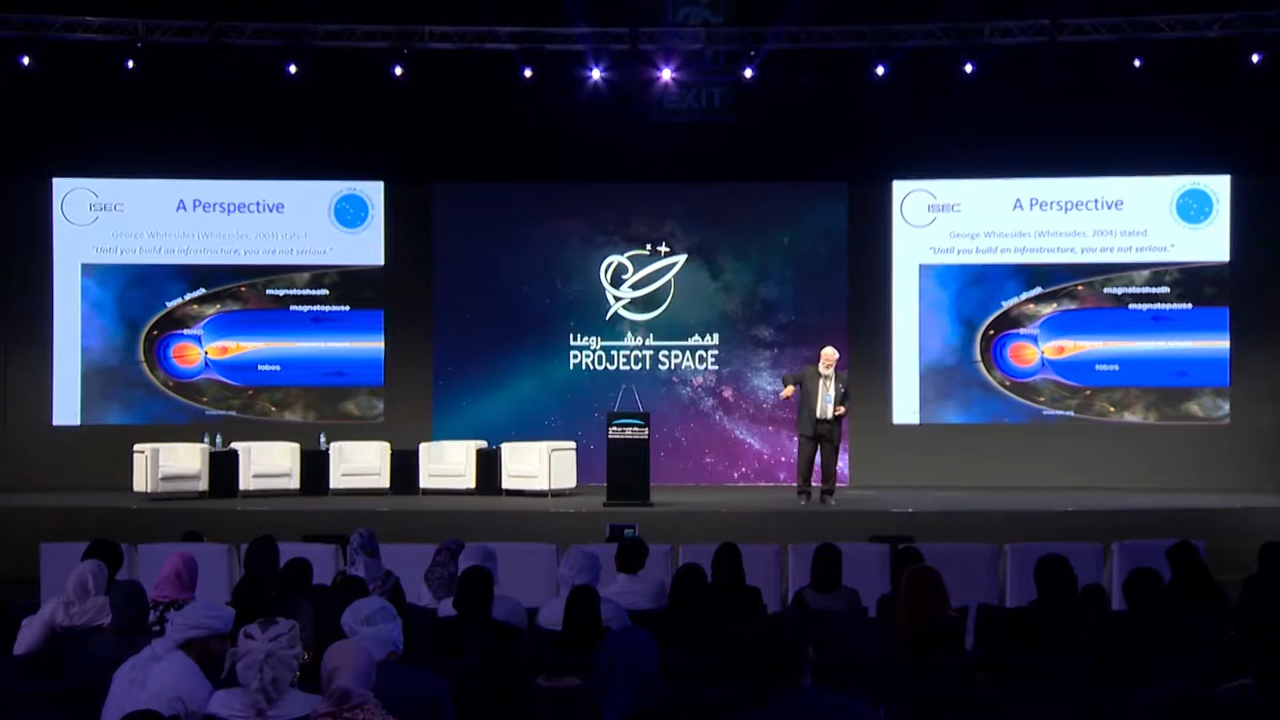 EXIT
ISEC
A Perspective
George Whitesides (Whitesides, 2004) stated:
"Until you build an infrastructure, you are not serious."
bow shock
magnetosheath
magnetopause
cusp
lobes
الفضاء مشروعنا
PROJECT SPACE
ISEC
A Perspective
George Whitesides (Whitesides, 2004) stated:
"Until you build an infrastructure, you are not serious."
bow shock
magnetosheath
magnetopause
cusp
lobes